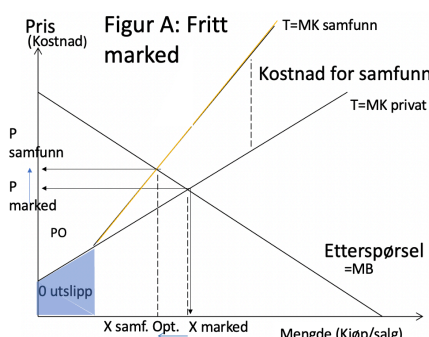 Pris
(Kostnad)
Figur A: Fritt
marked
T=MK samfunn
Kostnad for samfunn
T=MK privat
P
samfunn
P
marked
PO
Etterspørsel
=MB
0 utslipp
X samf. Opt.
X marked
Mengde (Kjøp/salg)